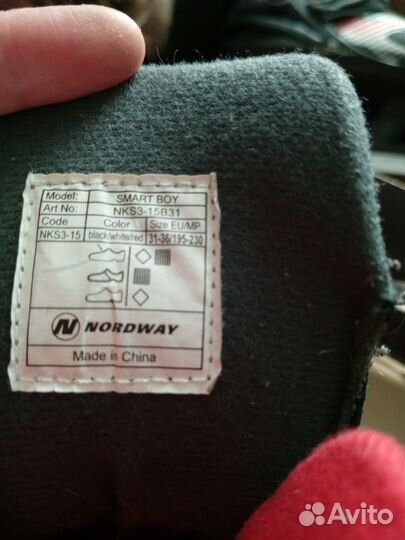 Model: SMART BOY
Art No: NKS3-15B31
Code Color Size EU/MP
NKS3-15 black/white/red 31-36/195-230
NORDWAY
Made in China
Avito